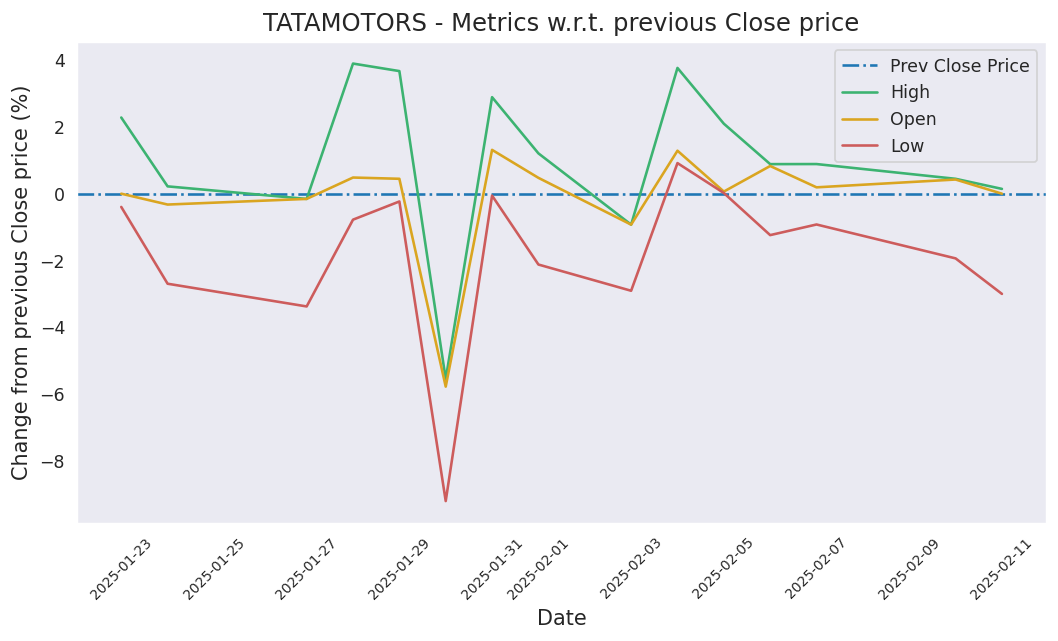 TATAMOTORS - Metrics w.r.t. previous Close price
Change from previous Close price (%)
4
2
0
−2
−4
−6
−8
Prev Close Price
High
Open
Low
2025-01-23
2025-01-25
2025-01-27
2025-01-29
2025-01-31
2025-02-01
2025-02-03
2025-02-05
2025-02-07
2025-02-09
2025-02-11
Date